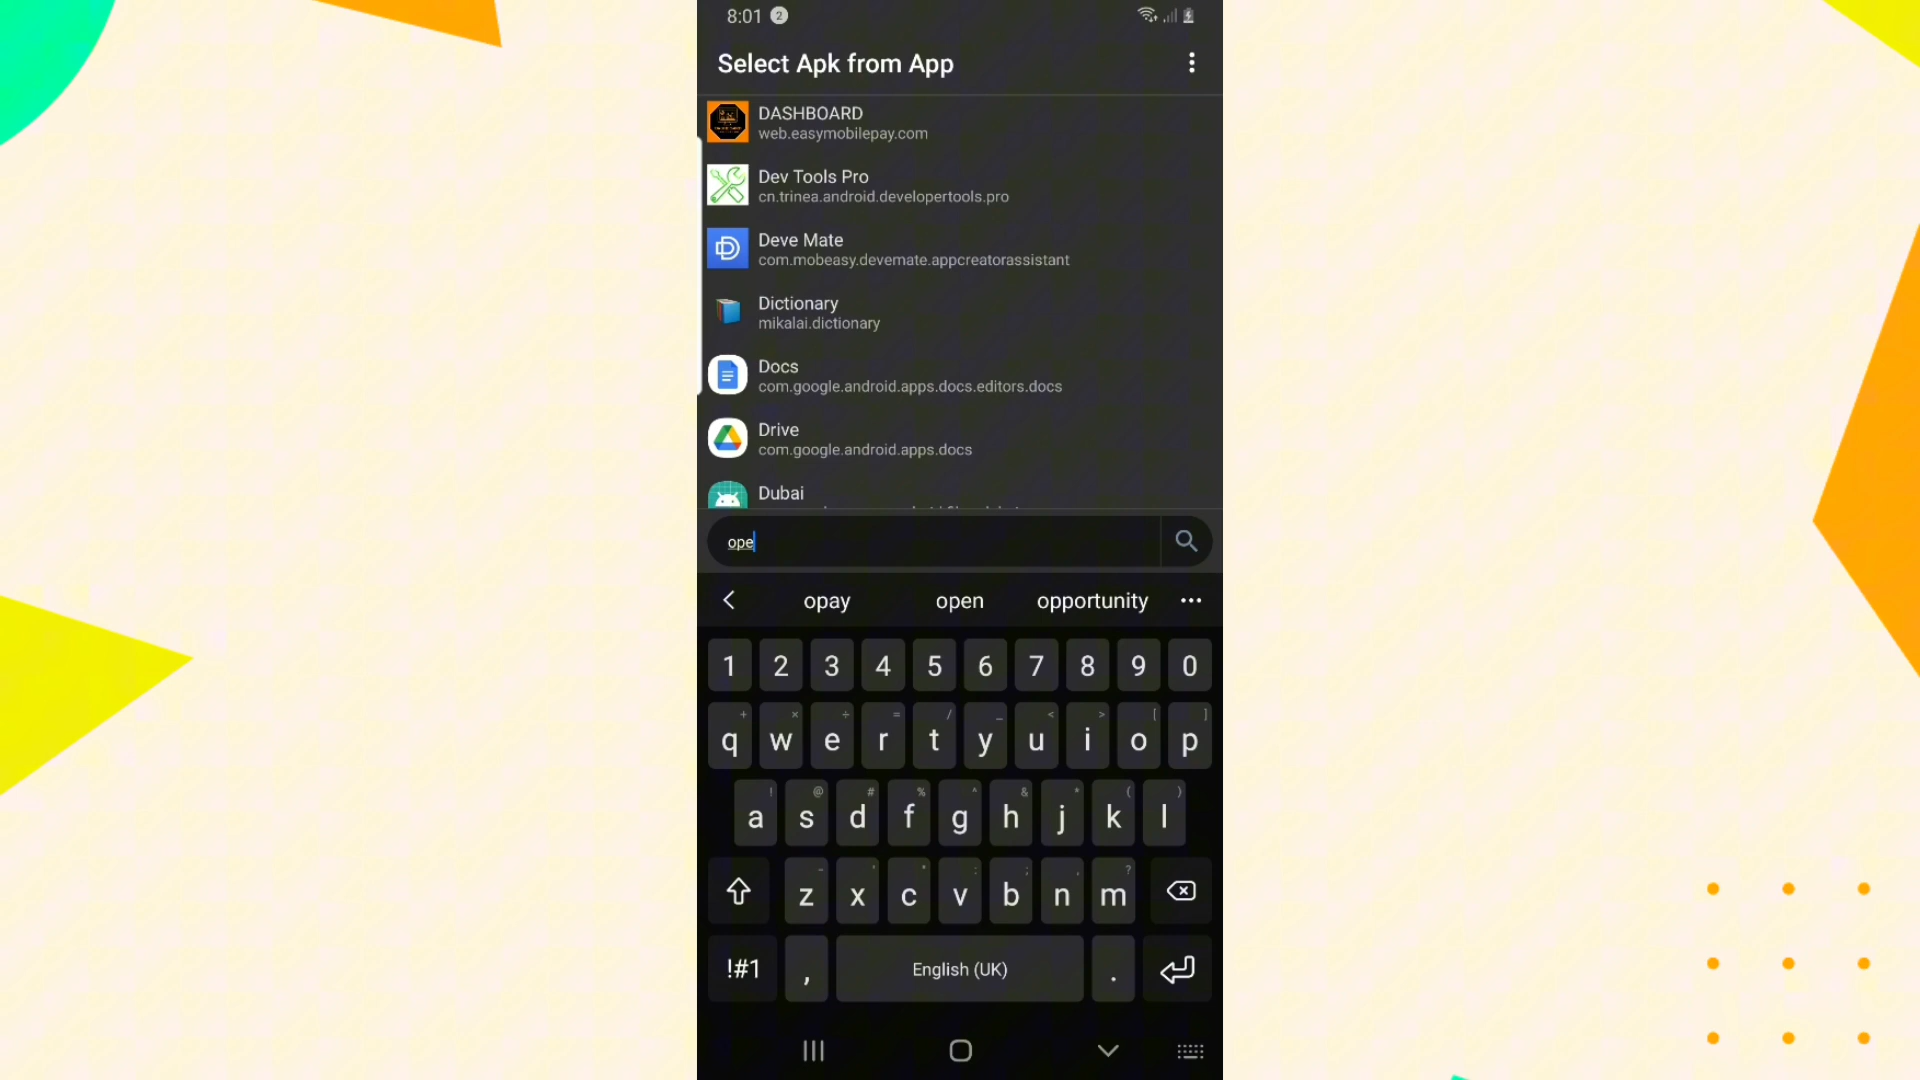 8:01 2
Select Apk from App
DASHBOARD
web.easymobilepay.com
Dev Tools Pro
cn.trinea.android.developertools.pro
Deve Mate
com.mobeasy.devemate.appcreatorassistant
Dictionary
mikalai.dictionary
Docs
com.google.android.apps.docs.editors.docs
Drive
com.google.android.apps.docs
Dubai
ope
opay open opportunity
1 2 3 4 5 6 7 8 9 0
q w e r t y u i o p
a s d f g h j k l
z x c v b n m
!#1 , English (UK) .